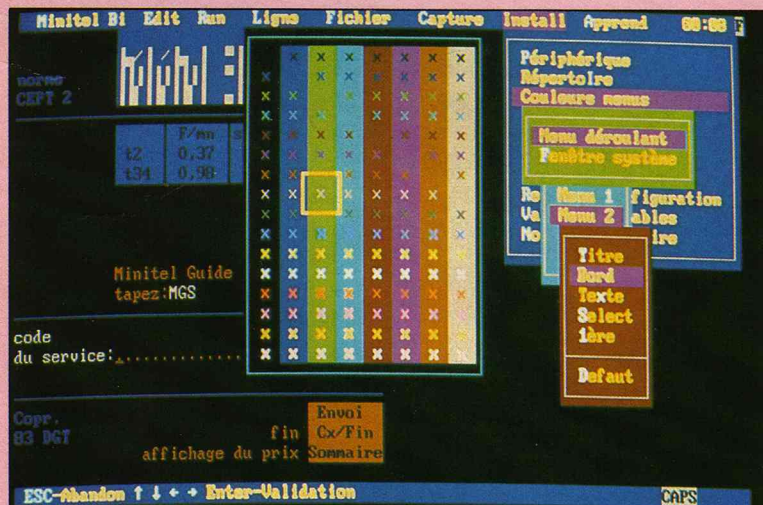 Minitel Bi Edit Run Ligne Fichier Capture Install Apprend 00:08
norme
CEPT 2
F/mn
t2 0,37
t34 0,98
Minitel Guide
tapez:MGS
code
du service:.............
Copr.
83 DGT
Envoi
fin Cx/Fin
affichage du prix Sommaire
Périphérique
Répertoire
Couleurs menus
Menu déroulant
Fenêtre système
Re Menu 1 figuration
Va Menu 2 ables
Mo ire
Titre
Bord
Texte
Select
1ère
Defaut
ESC-Abandon ↑ ↓ ← → Enter-Validation CAPS